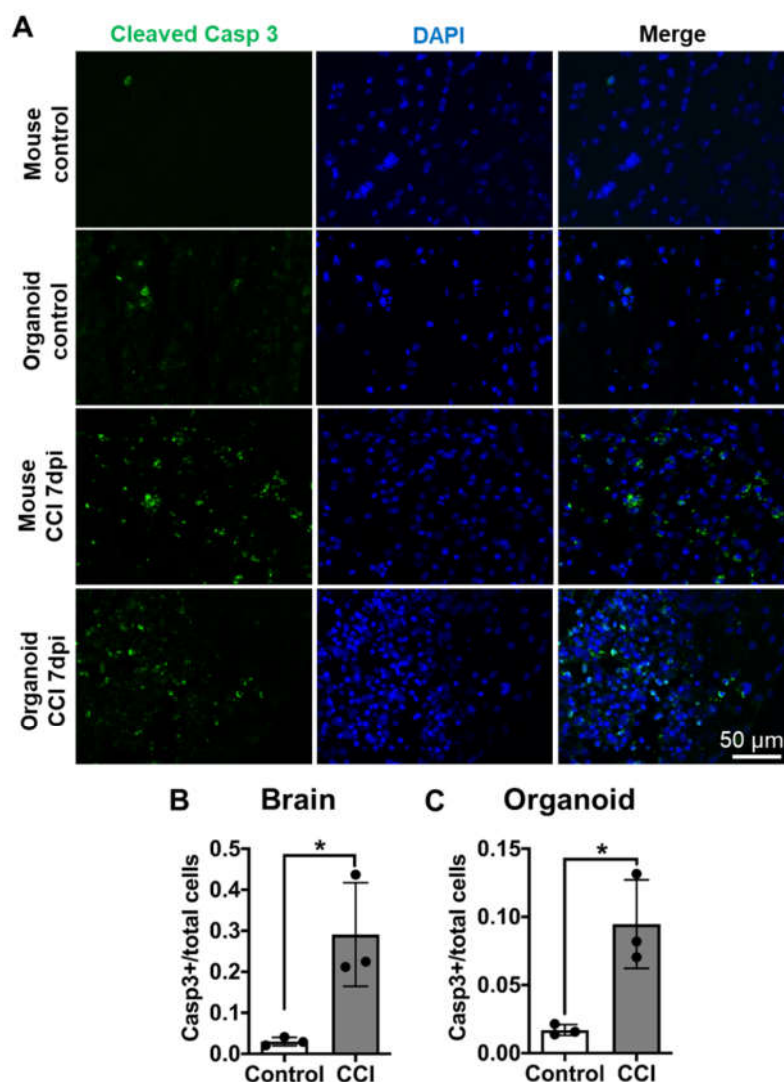 A
Cleaved Casp 3 DAPI Merge
Mouse
control
Organoid
control
Mouse
CCI 7dpi
Organoid
CCI 7dpi
50 µm
B Brain
Casp3+/total cells
0.5
0.4
0.3
0.2
0.1
0.0
*
Control CCI
C Organoid
Casp3+/total cells
0.15
0.10
0.05
0.00
*
Control CCI